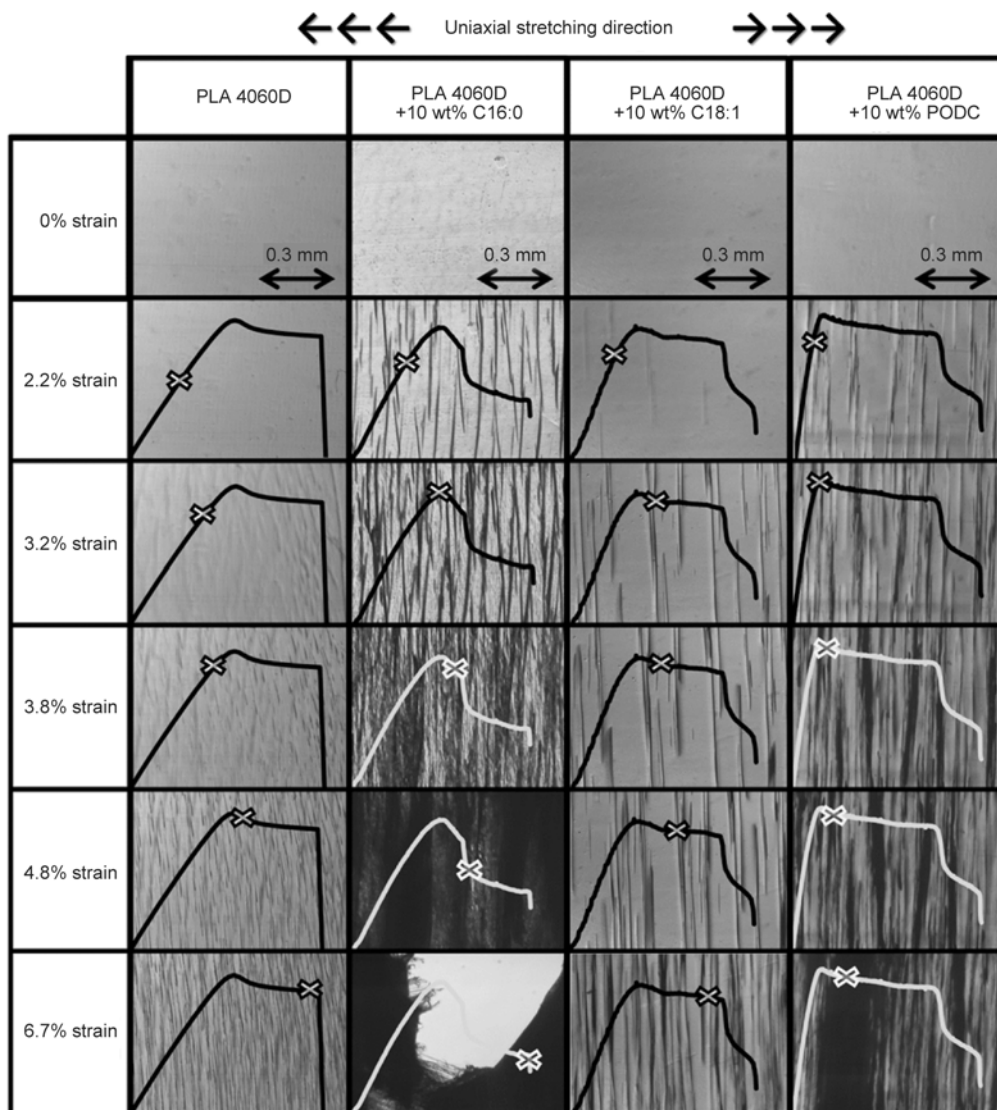 Uniaxial stretching direction
PLA 4060D
PLA 4060D
+10 wt% C16:0
PLA 4060D
+10 wt% C18:1
PLA 4060D
+10 wt% PODC
0% strain
0.3 mm
0.3 mm
0.3 mm
0.3 mm
2.2% strain
3.2% strain
3.8% strain
4.8% strain
6.7% strain